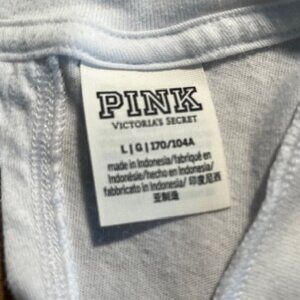 PINK
VICTORIA'S SECRET
L | G | 170/104A
made in Indonesia/fabriqué en
Indonésie/hecho en Indonesia/
fabbricato in Indonesia/ 印度尼西
亚制造